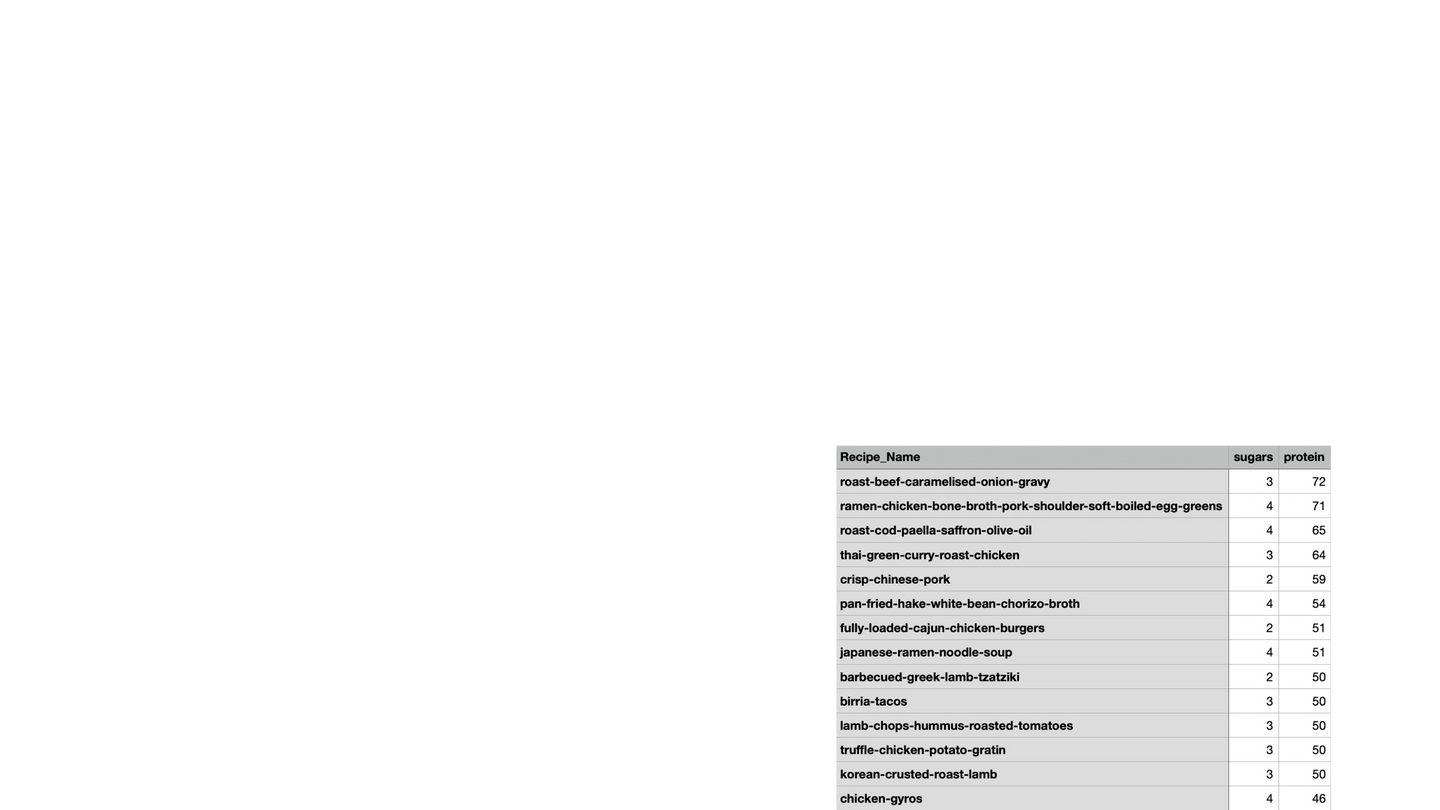 Recipe_Name sugars protein
roast-beef-caramelised-onion-gravy 3 72
ramen-chicken-bone-broth-pork-shoulder-soft-boiled-egg-greens 4 71
roast-cod-paella-saffron-olive-oil 4 65
thai-green-curry-roast-chicken 3 64
crisp-chinese-pork 2 59
pan-fried-hake-white-bean-chorizo-broth 4 54
fully-loaded-cajun-chicken-burgers 2 51
japanese-ramen-noodle-soup 4 51
barbecued-greek-lamb-tzatziki 2 50
birria-tacos 3 50
lamb-chops-hummus-roasted-tomatoes 3 50
truffle-chicken-potato-gratin 3 50
korean-crusted-roast-lamb 3 50
chicken-gyros 4 46